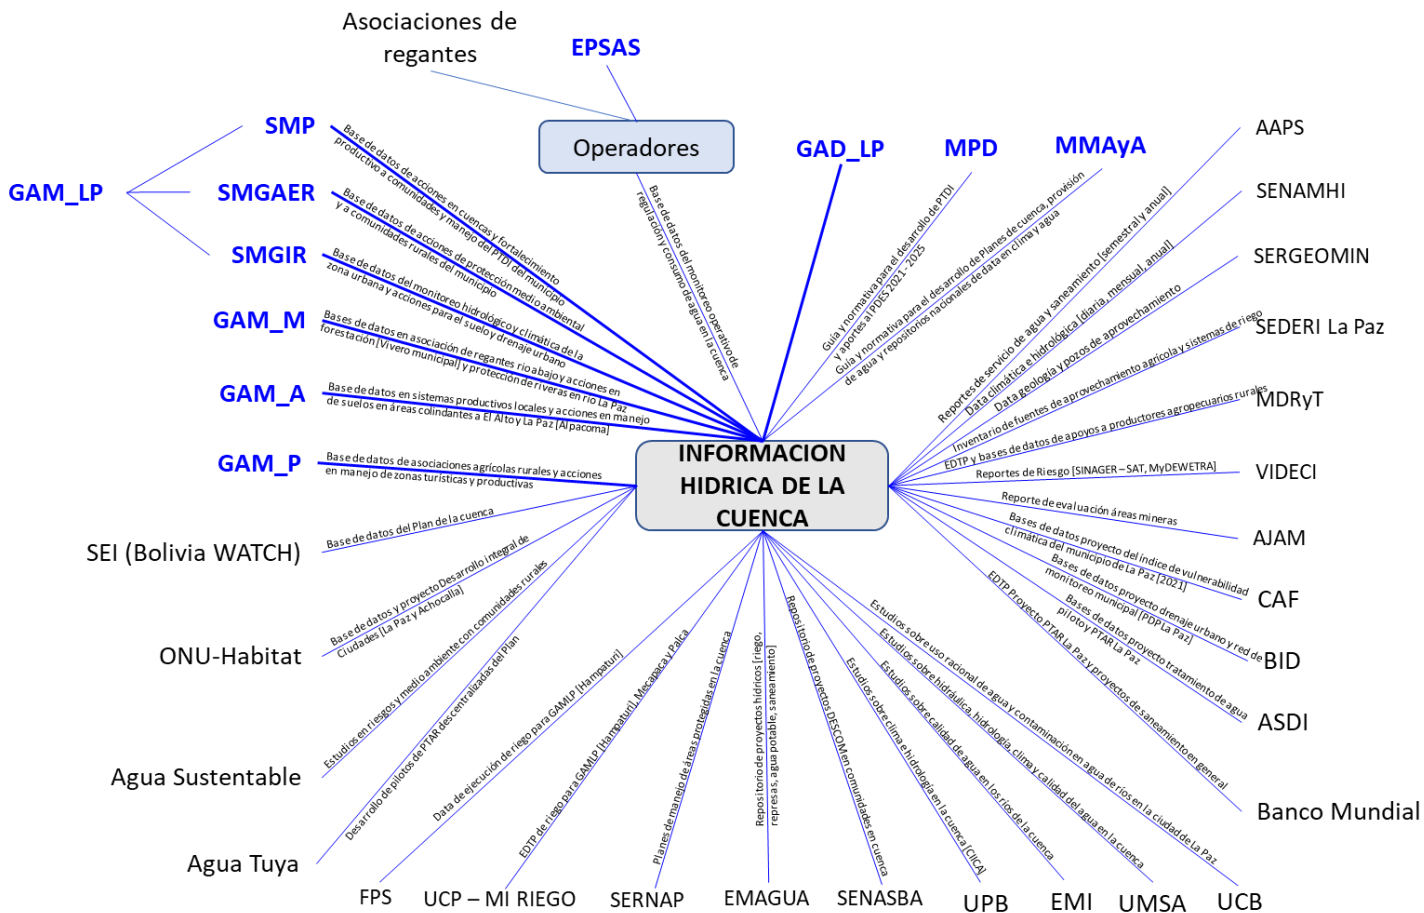 Asociaciones de
regantes
EPSAS
Operadores
GAM_LP
SMP
SMGAER
SMGIR
GAM_M
GAM_A
GAM_P
GAD_LP
MPD
MMAyA
AAPS
SENAMHI
SERGEOMIN
SEDERI La Paz
MDRyT
VIDECI
AJAM
CAF
BID
ASDI
Banco Mundial
INFORMACION
HIDRICA DE LA
CUENCA
SEI (Bolivia WATCH)
ONU-Habitat
Agua Sustentable
Agua Tuya
FPS
UCP – MI RIEGO
SERNAP
EMAGUA
SENASBA
UPB
EMI
UMSA
UCB
Base de datos de acciones en cuencas y fortalecimiento
productivo a comunidades y manejo del PTDI del municipio
Base de datos de acciones de protección medio ambiental
y a comunidades rurales del municipio
Base de datos del monitoreo hidrológico y climática de la
zona urbana y acciones para el suelo y drenaje urbano
Bases de datos en asociación de regantes rio abajo y acciones en
forestación [Vivero municipal] y protección de riveras en río La Paz
Base de datos en sistemas productivos locales y acciones en manejo
de suelos en áreas colindantes a El Alto y La Paz [Alpacoma]
Base de datos de asociaciones agrícolas rurales y acciones
en manejo de zonas turísticas y productivas
Base de datos del Plan de la cuenca
Base de datos y proyecto Desarrollo integral de
Ciudades [La Paz y Achocalla]
Estudios en riesgos y medio ambiente con comunidades rurales
Desarrollo de pilotos de PTAR descentralizadas del Plan
Data de ejecución de riego para GAMLP [Hampaturi]
EDTP de riego para GAMLP [Hampaturi], Mecapaca y Palca
Planes de manejo de áreas protegidas en la cuenca
Repositorio de proyectos hídricos [riego,
represas, agua potable, saneamiento]
Repositorio de proyectos DESCOM en comunidades en cuenca
Estudios sobre clima e hidrología en la cuenca [CIICA]
Estudios sobre calidad de agua en los ríos de la cuenca
Estudios sobre hidráulica, hidrología, clima y calidad del agua en la cuenca
Estudios sobre uso racional de agua y contaminación en agua de ríos en la ciudad de La Paz
Base de datos del monitoreo operativo de
regulación y consumo de agua en la cuenca
Guía y normativa para el desarrollo de PTDI
y aportes al PDES 2021 - 2025
Guía y normativa para el desarrollo de Planes de cuenca, provisión
de agua y repositorios nacionales de data en clima y agua
Reportes de servicio de agua y saneamiento [semestral y anual]
Data climática e hidrológica [diaria, mensual, anual]
Data geología y pozos de aprovechamiento
Inventario de fuentes de aprovechamiento agrícola y sistemas de riego
EDTP y bases de datos de apoyos a productores agropecuarios rurales
Reportes de Riesgo [SINAGER – SAT, MyDEWETRA]
Reporte de evaluación áreas mineras
Bases de datos proyecto del índice de vulnerabilidad
climática del municipio de La Paz [2021]
Bases de datos proyecto drenaje urbano y red de
monitoreo municipal [PDP La Paz]
Bases de datos proyecto tratamiento de agua
piloto y PTAR La Paz
EDTP Proyecto PTAR La Paz y proyectos de saneamiento en general